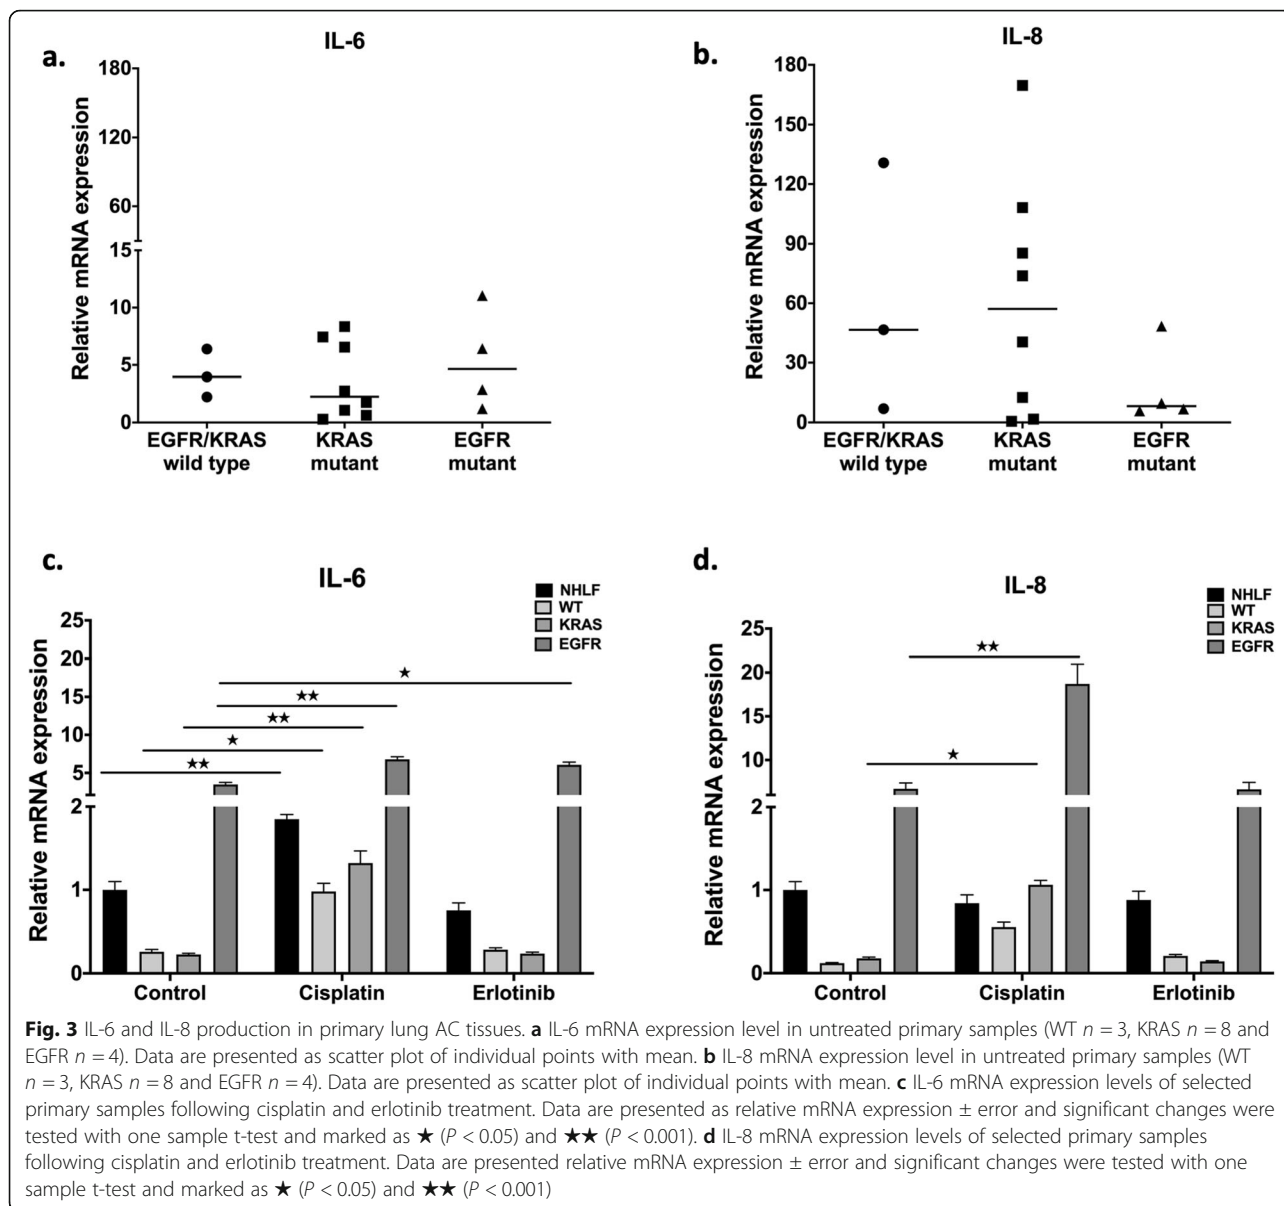 a.
IL-6
Relative mRNA expression
180
120
60
15
10
5
0
EGFR/KRAS
wild type
KRAS
mutant
EGFR
mutant
b.
IL-8
Relative mRNA expression
180
150
120
90
60
30
0
EGFR/KRAS
wild type
KRAS
mutant
EGFR
mutant
c.
IL-6
NHLF
WT
KRAS
EGFR
Relative mRNA expression
25
20
15
10
5
2
1
0
★
★★
★★
★
★★
Control
Cisplatin
Erlotinib
d.
IL-8
NHLF
WT
KRAS
EGFR
Relative mRNA expression
25
20
15
10
5
2
1
0
★★
★
Control
Cisplatin
Erlotinib
Fig. 3 IL-6 and IL-8 production in primary lung AC tissues. a IL-6 mRNA expression level in untreated primary samples (WT n = 3, KRAS n = 8 and
EGFR n = 4). Data are presented as scatter plot of individual points with mean. b IL-8 mRNA expression level in untreated primary samples (WT
n = 3, KRAS n = 8 and EGFR n = 4). Data are presented as scatter plot of individual points with mean. c IL-6 mRNA expression levels of selected
primary samples following cisplatin and erlotinib treatment. Data are presented as relative mRNA expression ± error and significant changes were
tested with one sample t-test and marked as ★ (P < 0.05) and ★★ (P < 0.001). d IL-8 mRNA expression levels of selected primary samples
following cisplatin and erlotinib treatment. Data are presented relative mRNA expression ± error and significant changes were tested with one
sample t-test and marked as ★ (P < 0.05) and ★★ (P < 0.001)